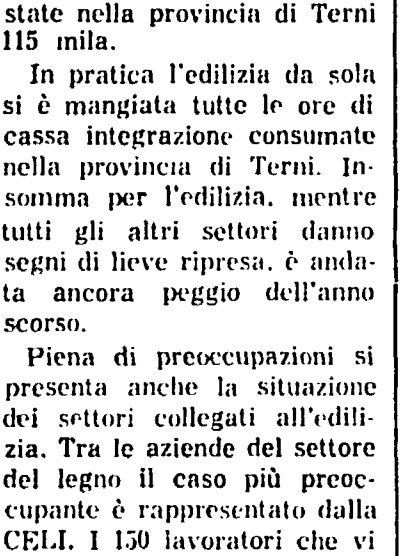 state nella provincia di Terni
115 mila.
In pratica l'edilizia da sola
si è mangiata tutte le ore di
cassa integrazione consumate
nella provincia di Terni. In-
somma per l'edilizia, mentre
tutti gli altri settori danno
segni di lieve ripresa, è anda-
ta ancora peggio dell'anno
scorso.
Piena di preoccupazioni si
presenta anche la situazione
dei settori collegati all'edili-
zia. Tra le aziende del settore
del legno il caso più preoc-
cupante è rappresentato dalla
CELI. I 150 lavoratori che vi